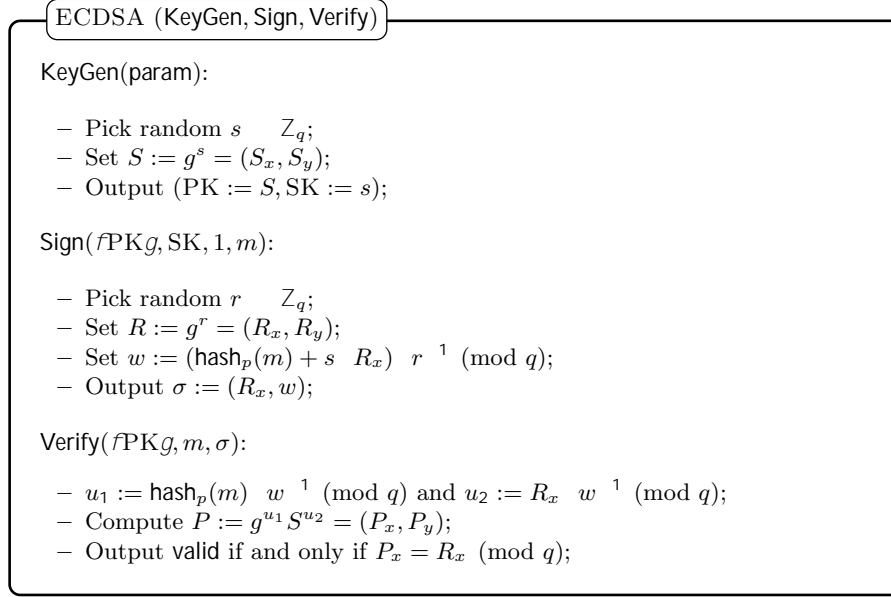 ECDSA (KeyGen, Sign, Verify)
KeyGen(param):
– Pick random s Z_q;
– Set S := g^s = (S_x, S_y);
– Output (PK := S, SK := s);
Sign(fPKg, SK, 1, m):
– Pick random r Z_q;
– Set R := g^r = (R_x, R_y);
– Set w := (hash_p(m) + s R_x) r ^1 (mod q);
– Output σ := (R_x, w);
Verify(fPKg, m, σ):
– u_1 := hash_p(m) w ^1 (mod q) and u_2 := R_x w ^1 (mod q);
– Compute P := g^{u_1} S^{u_2} = (P_x, P_y);
– Output valid if and only if P_x = R_x (mod q);